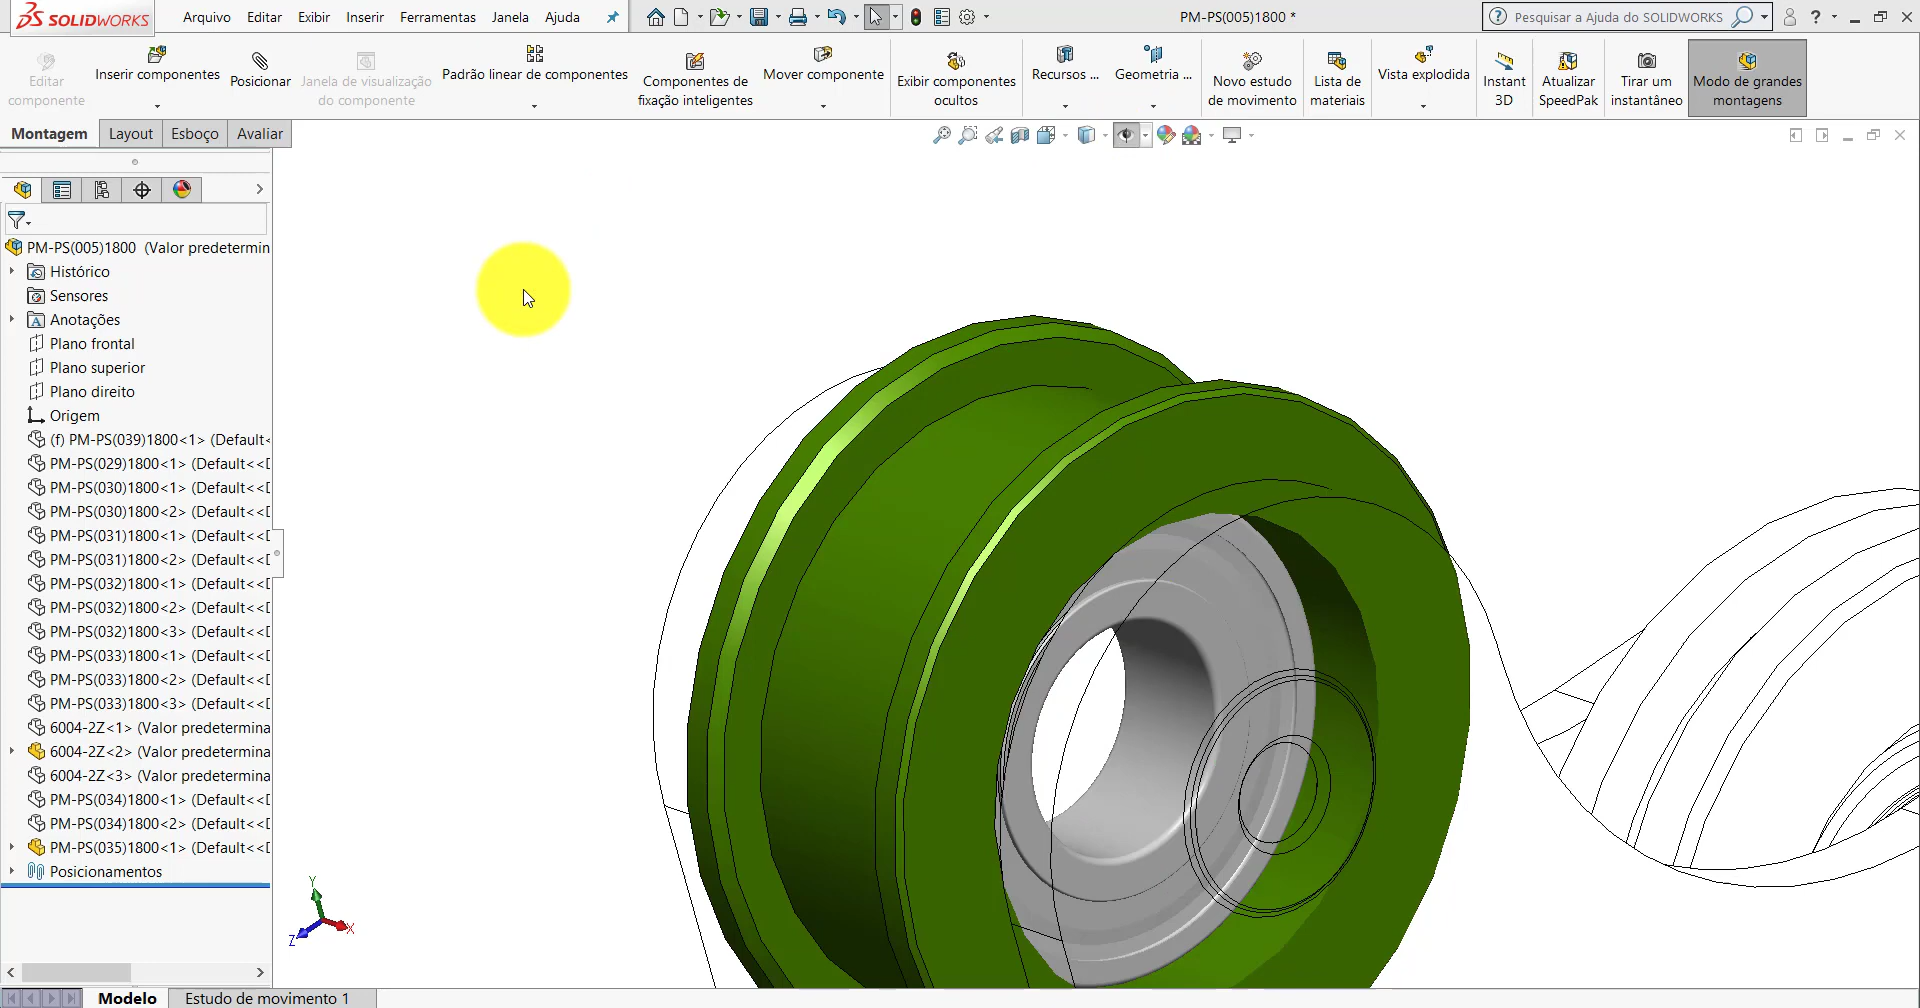 SOLIDWORKS
Arquivo Editar Exibir Inserir Ferramentas Janela Ajuda
PM-PS(005)1800 *
Pesquisar a Ajuda do SOLIDWORKS
?
Editar
componente
Inserir componentes
Posicionar
Janela de visualização
do componente
Padrão linear de componentes
Componentes de
fixação inteligentes
Mover componente
Exibir componentes
ocultos
Recursos ...
Geometria ...
Novo estudo
de movimento
Lista de
materiais
Vista explodida
Instant
3D
Atualizar
SpeedPak
Tirar um
instantâneo
Modo de grandes
montagens
Montagem Layout Esboço Avaliar
PM-PS(005)1800 (Valor predetermin
Histórico
Sensores
Anotações
Plano frontal
Plano superior
Plano direito
Origem
(f) PM-PS(039)1800<1> (Default<
PM-PS(029)1800<1> (Default<<D
PM-PS(030)1800<1> (Default<<D
PM-PS(030)1800<2> (Default<<D
PM-PS(031)1800<1> (Default<<D
PM-PS(031)1800<2> (Default<<D
PM-PS(032)1800<1> (Default<<D
PM-PS(032)1800<2> (Default<<D
PM-PS(032)1800<3> (Default<<D
PM-PS(033)1800<1> (Default<<D
PM-PS(033)1800<2> (Default<<D
PM-PS(033)1800<3> (Default<<D
6004-2Z<1> (Valor predetermina
6004-2Z<2> (Valor predetermina
6004-2Z<3> (Valor predetermina
PM-PS(034)1800<1> (Default<<D
PM-PS(034)1800<2> (Default<<D
PM-PS(035)1800<1> (Default<<D
Posicionamentos
Y
X
Z
Modelo Estudo de movimento 1